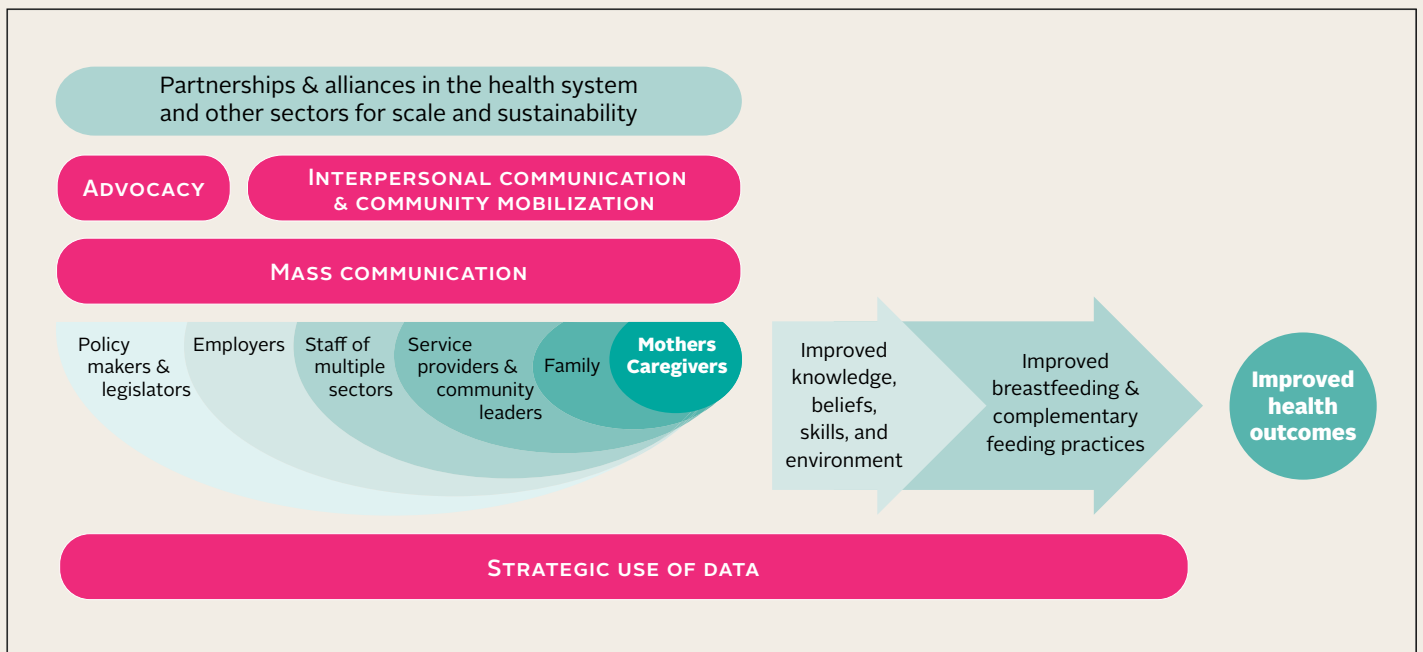 Partnerships & alliances in the health system
and other sectors for scale and sustainability
ADVOCACY
INTERPERSONAL COMMUNICATION
& COMMUNITY MOBILIZATION
MASS COMMUNICATION
Policy
makers &
legislators
Employers
Staff of
multiple
sectors
Service
providers &
community
leaders
Family
Mothers
Caregivers
Improved
knowledge,
beliefs,
skills, and
environment
Improved
breastfeeding &
complementary
feeding practices
Improved
health
outcomes
STRATEGIC USE OF DATA